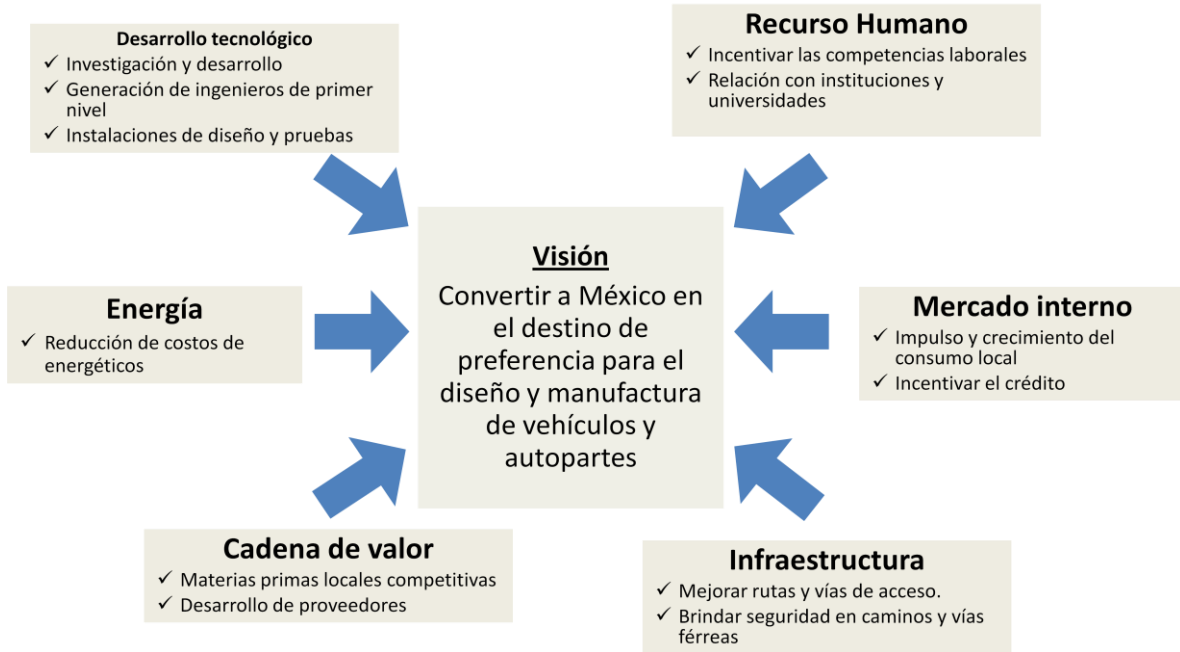 Desarrollo tecnológico
✓ Investigación y desarrollo
✓ Generación de ingenieros de primer
nivel
✓ Instalaciones de diseño y pruebas
Recurso Humano
✓ Incentivar las competencias laborales
✓ Relación con instituciones y
universidades
Energía
✓ Reducción de costos de
energéticos
Visión
Convertir a México en
el destino de
preferencia para el
diseño y manufactura
de vehículos y
autopartes
Mercado interno
✓ Impulso y crecimiento del
consumo local
✓ Incentivar el crédito
Cadena de valor
✓ Materias primas locales competitivas
✓ Desarrollo de proveedores
Infraestructura
✓ Mejorar rutas y vías de acceso.
✓ Brindar seguridad en caminos y vías
férreas